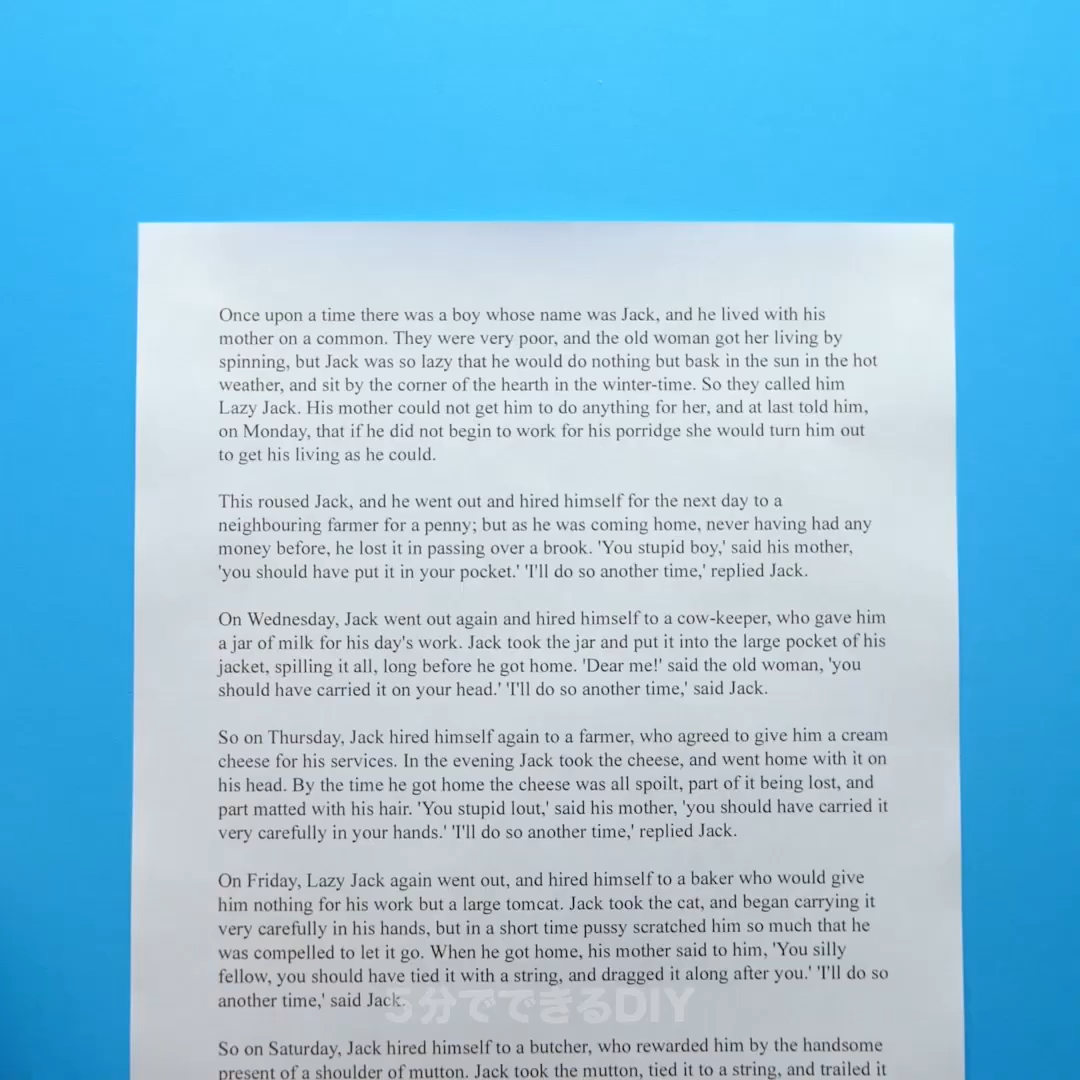 Once upon a time there was a boy whose name was Jack, and he lived with his
mother on a common. They were very poor, and the old woman got her living by
spinning, but Jack was so lazy that he would do nothing but bask in the sun in the hot
weather, and sit by the corner of the hearth in the winter-time. So they called him
Lazy Jack. His mother could not get him to do anything for her, and at last told him,
on Monday, that if he did not begin to work for his porridge she would turn him out
to get his living as he could.
This roused Jack, and he went out and hired himself for the next day to a
neighbouring farmer for a penny; but as he was coming home, never having had any
money before, he lost it in passing over a brook. 'You stupid boy,' said his mother,
'you should have put it in your pocket.' 'I'll do so another time,' replied Jack.
On Wednesday, Jack went out again and hired himself to a cow-keeper, who gave him
a jar of milk for his day's work. Jack took the jar and put it into the large pocket of his
jacket, spilling it all, long before he got home. 'Dear me!' said the old woman, 'you
should have carried it on your head.' 'I'll do so another time,' said Jack.
So on Thursday, Jack hired himself again to a farmer, who agreed to give him a cream
cheese for his services. In the evening Jack took the cheese, and went home with it on
his head. By the time he got home the cheese was all spoilt, part of it being lost, and
part matted with his hair. 'You stupid lout,' said his mother, 'you should have carried it
very carefully in your hands.' 'I'll do so another time,' replied Jack.
On Friday, Lazy Jack again went out, and hired himself to a baker who would give
him nothing for his work but a large tomcat. Jack took the cat, and began carrying it
very carefully in his hands, but in a short time pussy scratched him so much that he
was compelled to let it go. When he got home, his mother said to him, 'You silly
fellow, you should have tied it with a string, and dragged it along after you.' 'I'll do so
another time,' said Jack.
5分でできるDIY
So on Saturday, Jack hired himself to a butcher, who rewarded him by the handsome
present of a shoulder of mutton. Jack took the mutton, tied it to a string, and trailed it